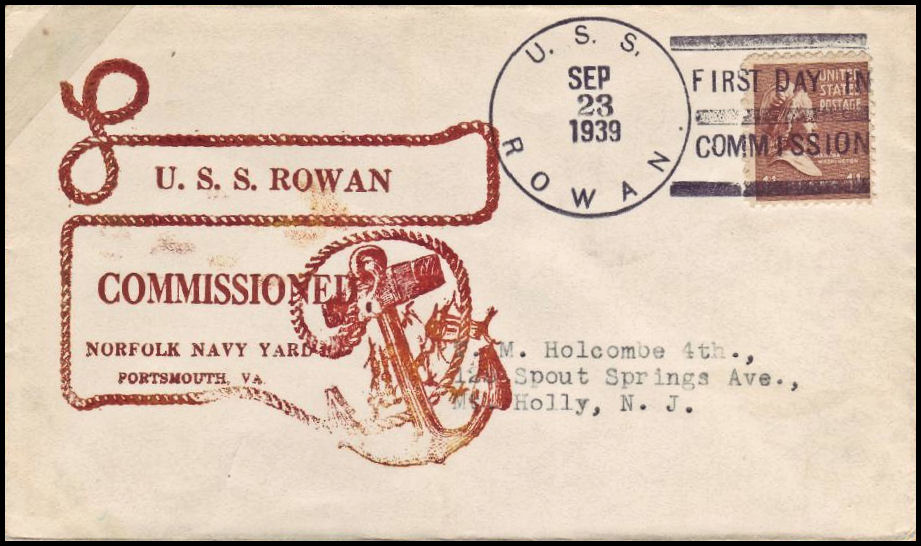 U. S. S. ROWAN
COMMISSIONED
NORFOLK NAVY YARD
PORTSMOUTH VA
U. S. S.
SEP
23
1939
ROWAN.
FIRST DAY IN
COMMISSION
UNITED
STATES
POSTAGE
WASHINGTON
M. Holcombe 4th.,
Spout Springs Ave.,
Holly, N. J.